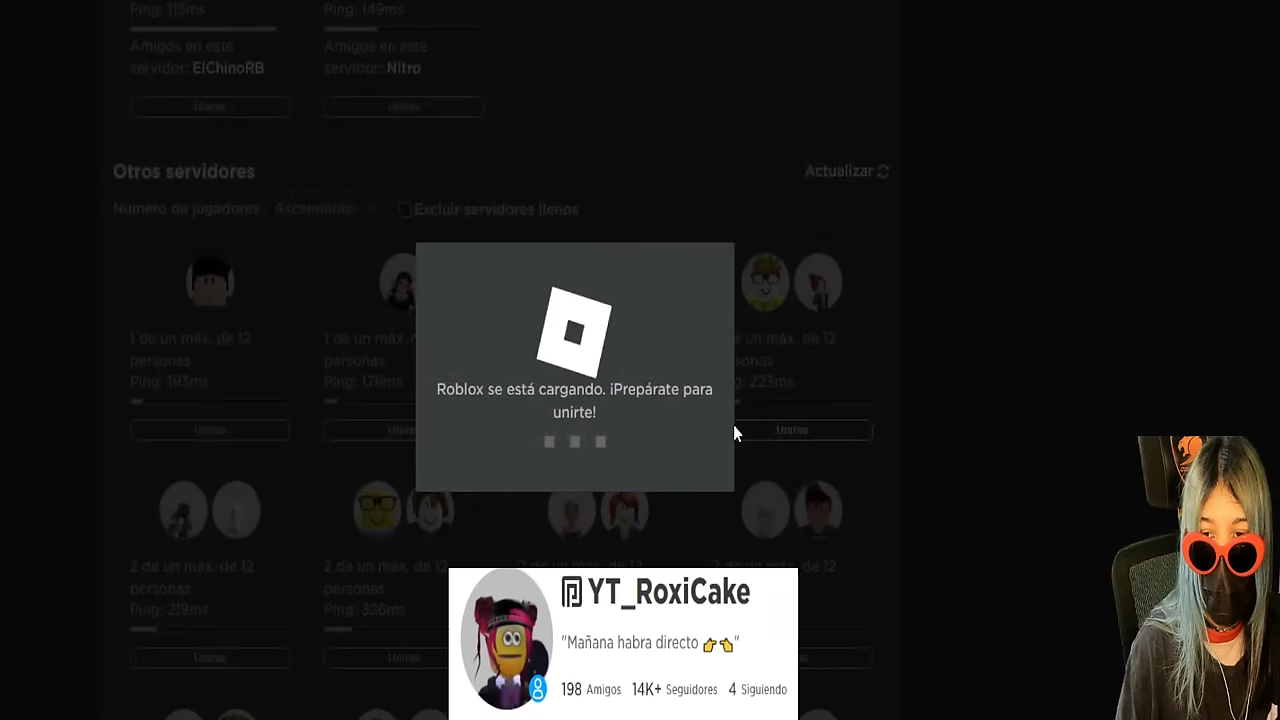 Ping: 115ms
Ping: 149ms
Amigos en este
servidor: ElChinoRB
Amigos en este
servidor: Nitro
Unirse
Unirse
Otros servidores
Actualizar
Número de jugadores
Ascendente
Excluir servidores llenos
1 de un máx. de 12
personas
Ping: 193ms
Unirse
1 de un máx.
personas
Ping: 176ms
Unirse
Roblox se está cargando. ¡Prepárate para
unirte!
un máx. de 12
223ms
Unirse
2 de un máx. de 12
personas
Ping: 219ms
Unirse
2 de un máx. de 12
personas
Ping: 326ms
Unirse
YT_RoxiCake
"Mañana habra directo 👉👈"
198 Amigos 14K+ Seguidores 4 Siguiendo